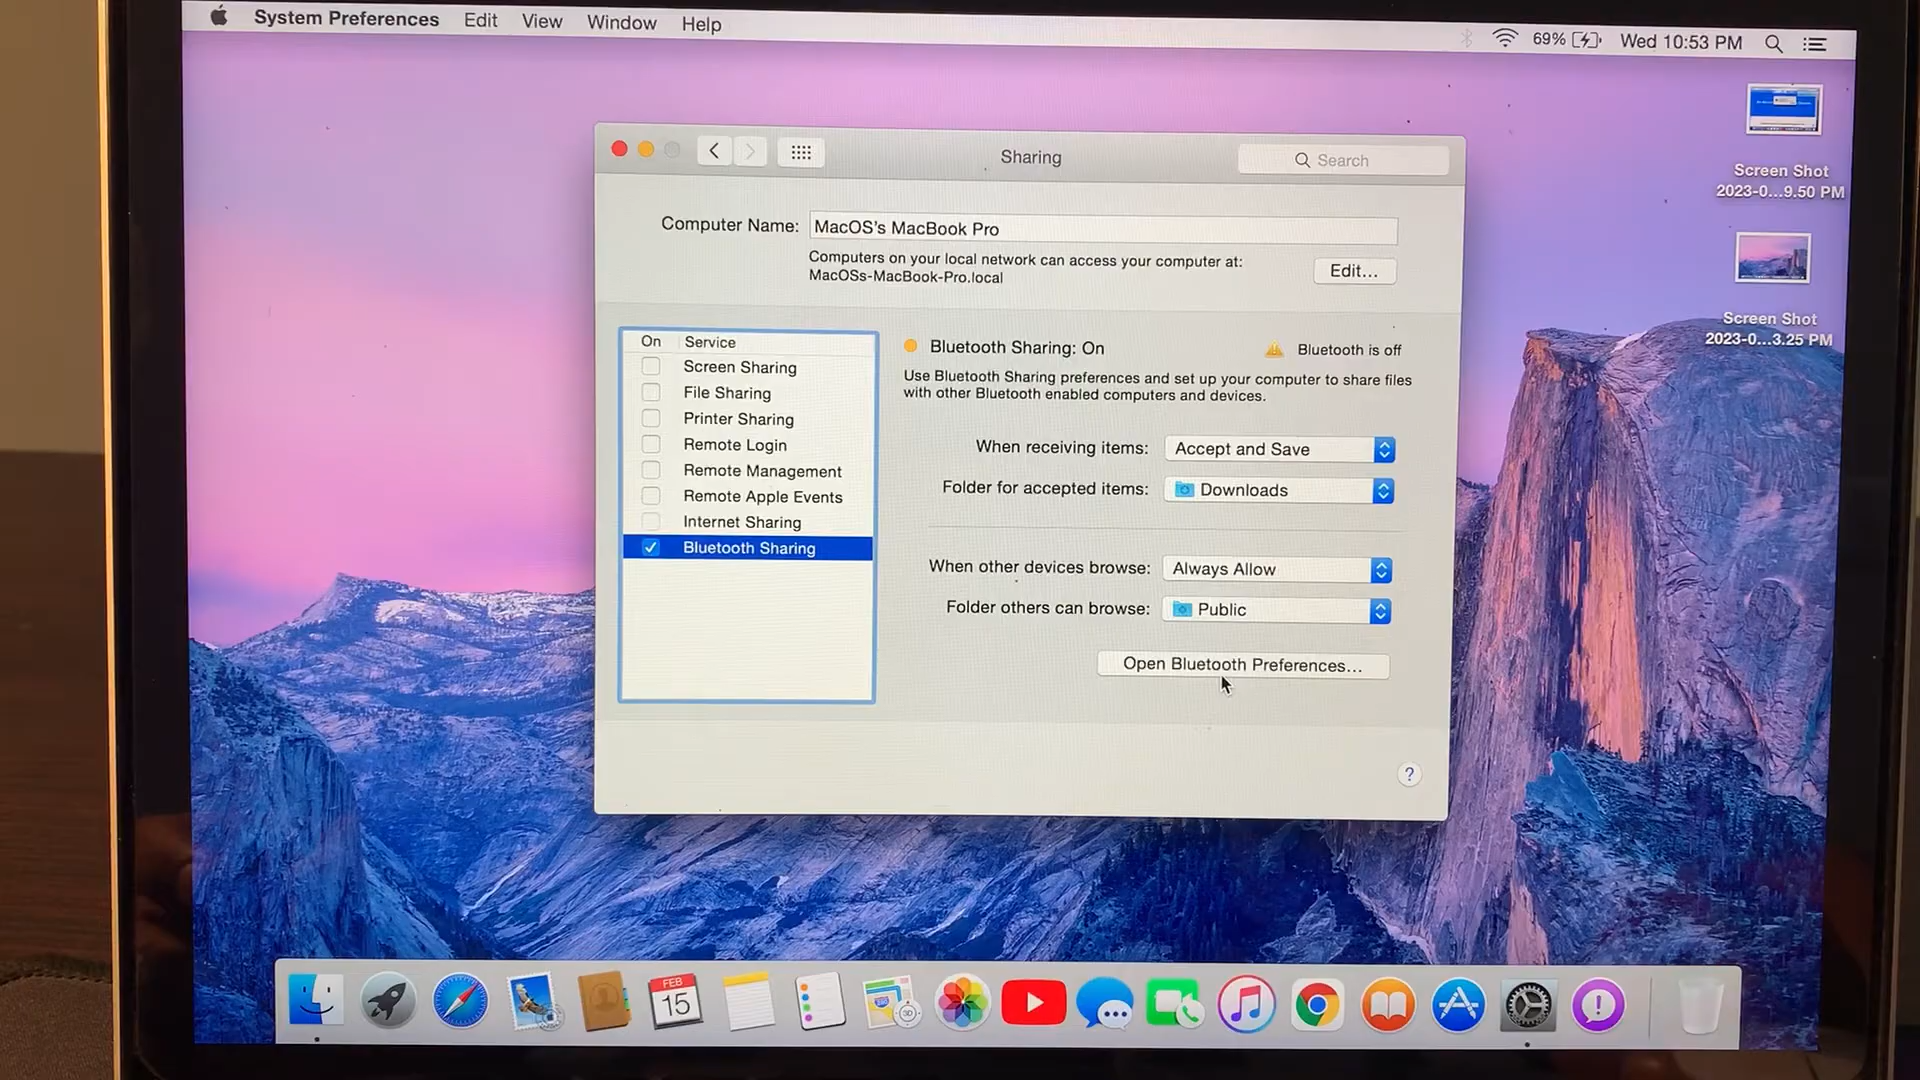 System Preferences Edit View Window Help
69% Wed 10:53 PM
Screen Shot
2023-0...9.50 PM
Screen Shot
2023-0...3.25 PM
Sharing
Search
Computer Name: MacOS's MacBook Pro
Computers on your local network can access your computer at:
MacOSs-MacBook-Pro.local
Edit...
On Service
Screen Sharing
File Sharing
Printer Sharing
Remote Login
Remote Management
Remote Apple Events
Internet Sharing
Bluetooth Sharing
Bluetooth Sharing: On
Bluetooth is off
Use Bluetooth Sharing preferences and set up your computer to share files
with other Bluetooth enabled computers and devices.
When receiving items: Accept and Save
Folder for accepted items: Downloads
When other devices browse: Always Allow
Folder others can browse: Public
Open Bluetooth Preferences...
?
FEB
15
3D